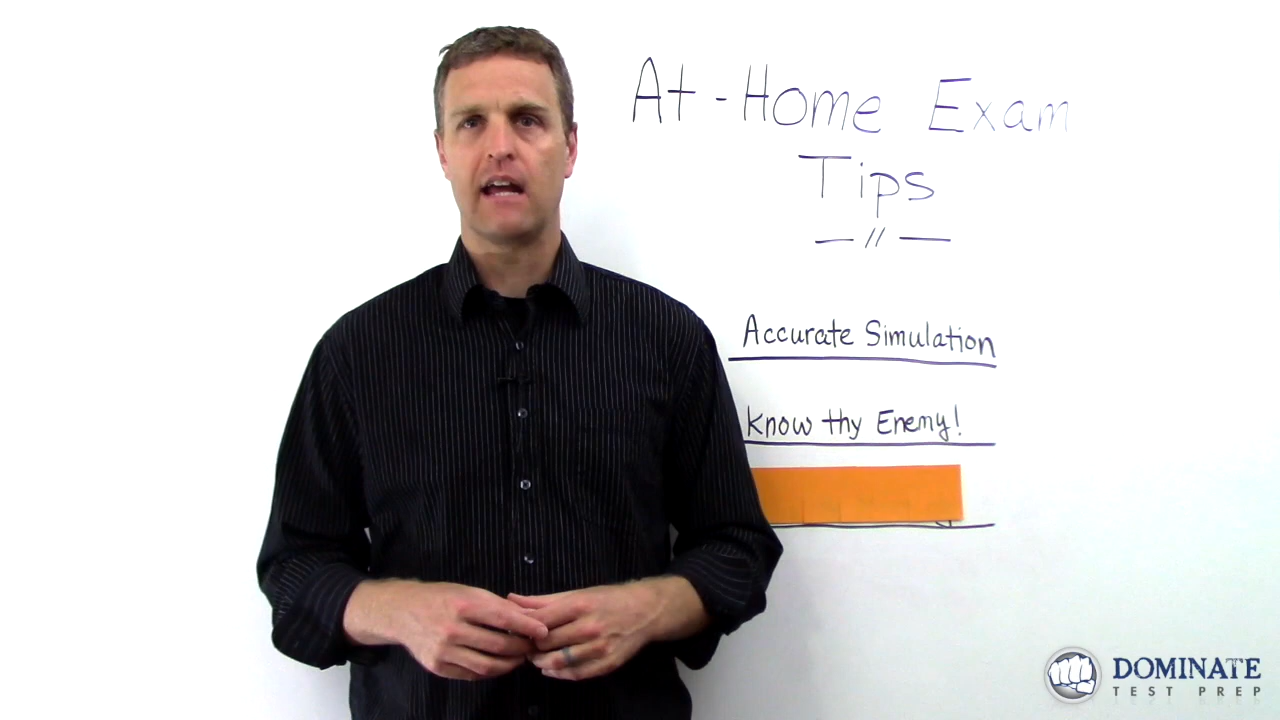 At-Home Exam
Tips
Accurate Simulation
Know thy Enemy!
DOMINATE
TEST PREP